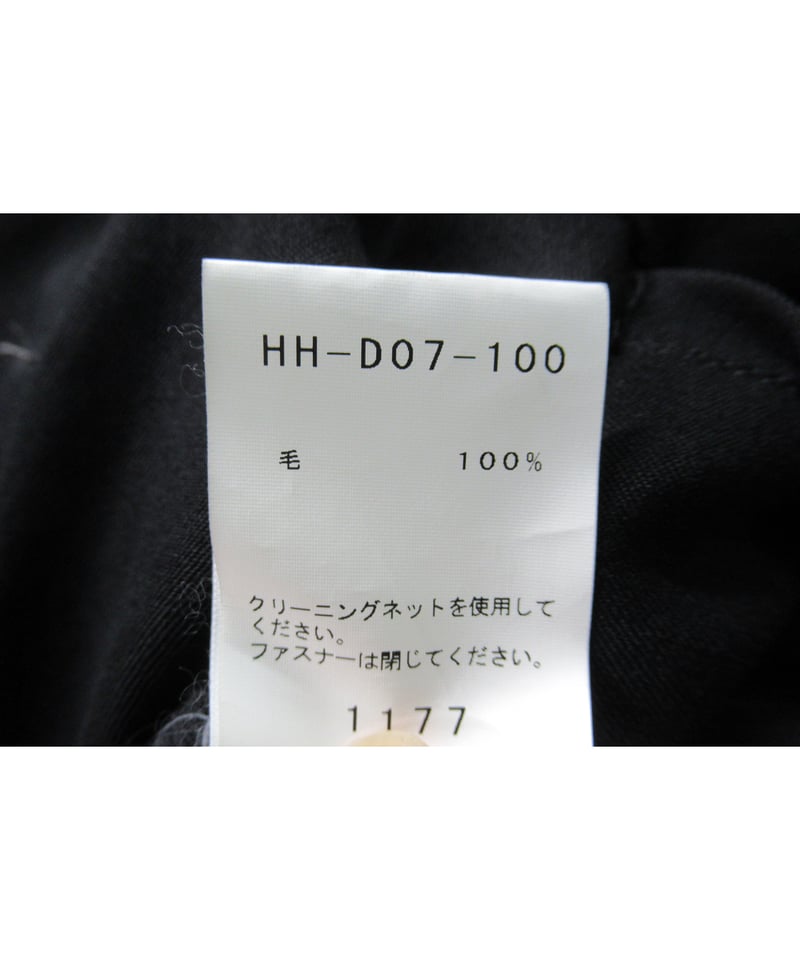 HH-D07-100
毛 100%
クリーニングネットを使用して
ください。
ファスナーは閉じてください。
1177